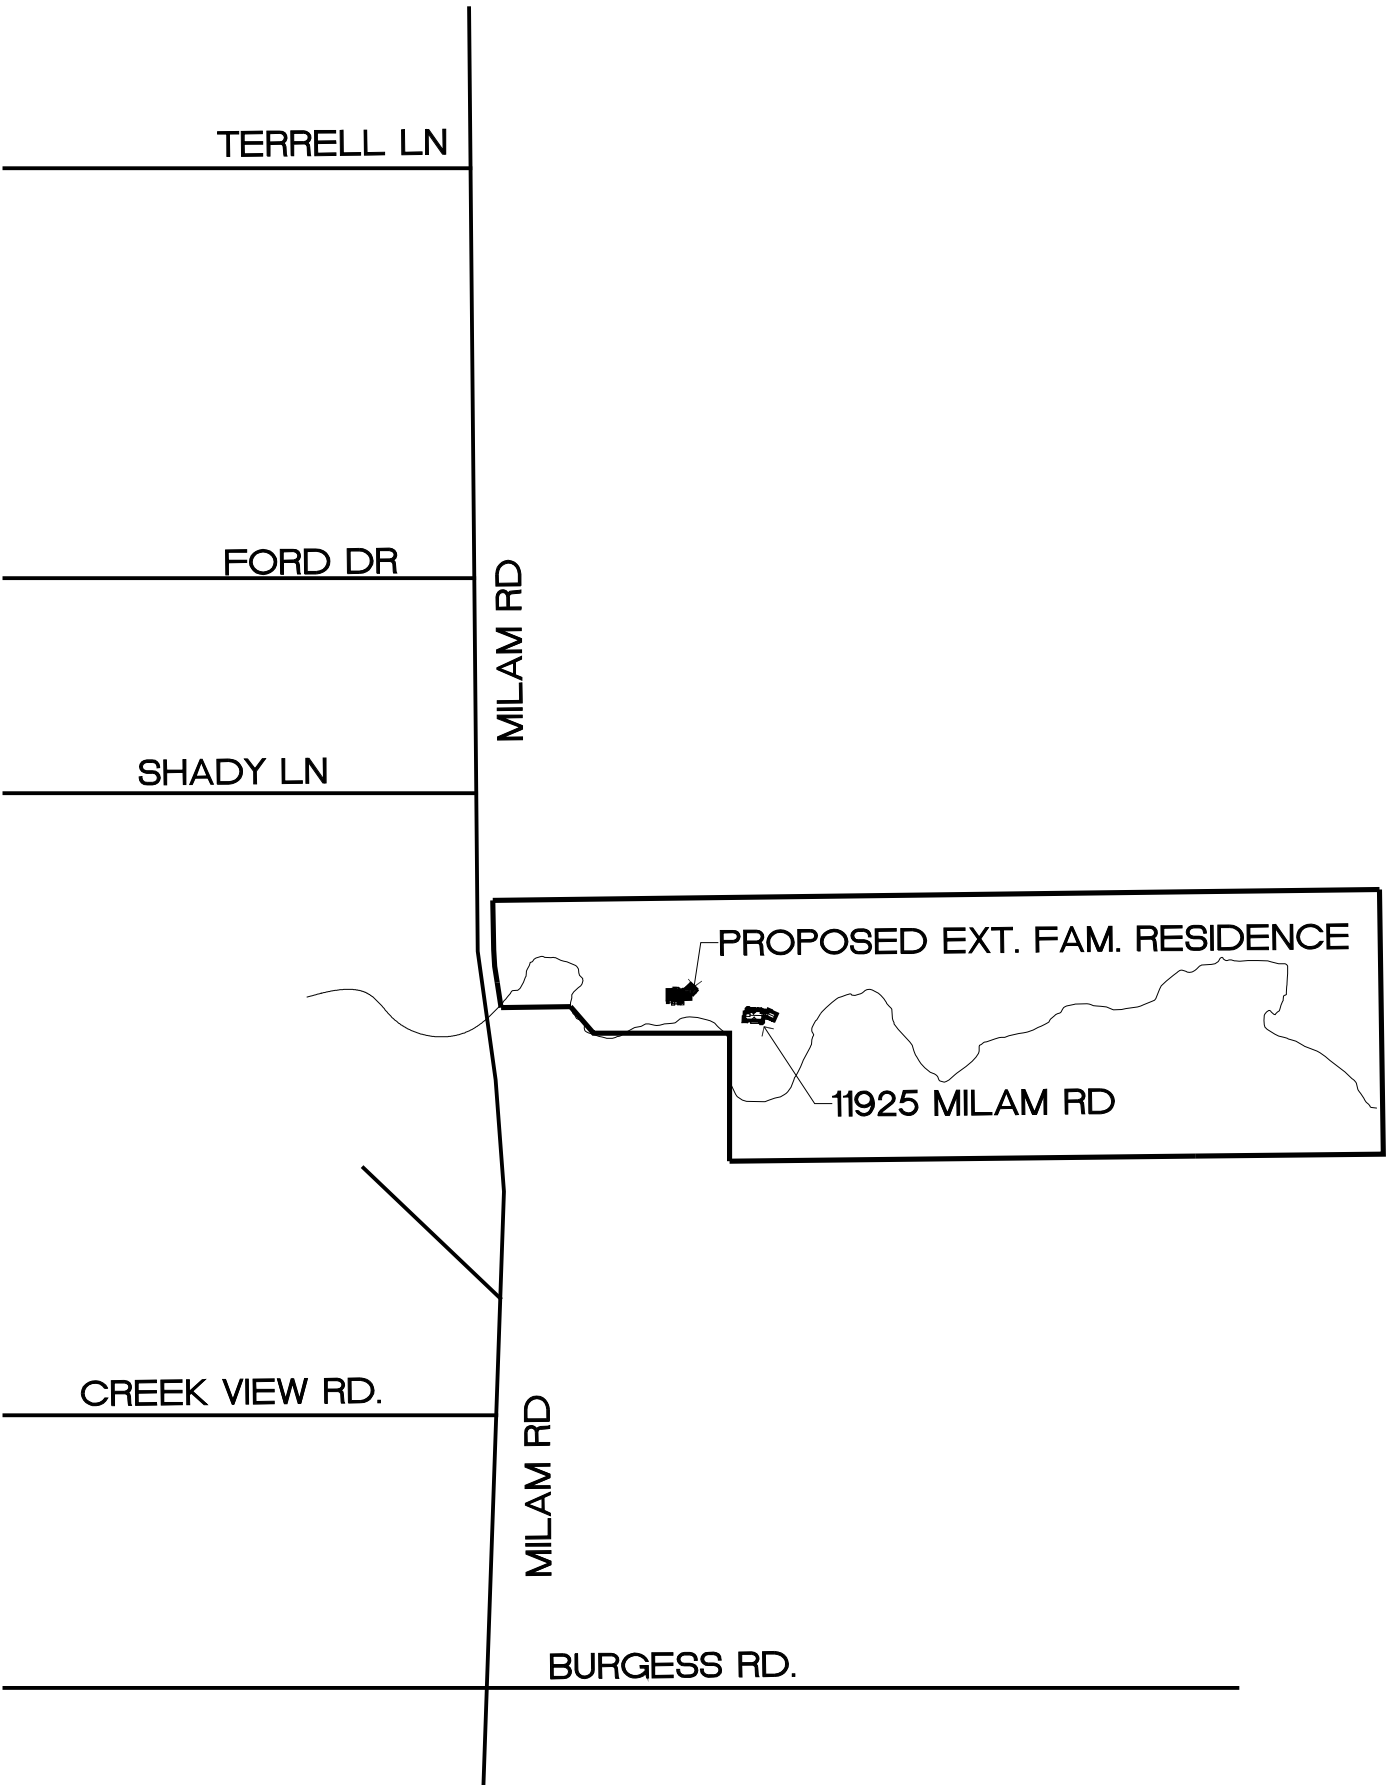 TERRELL LN
FORD DR
MILAM RD
SHADY LN
PROPOSED EXT. FAM. RESIDENCE
11925 MILAM RD
CREEK VIEW RD.
MILAM RD
BURGESS RD.